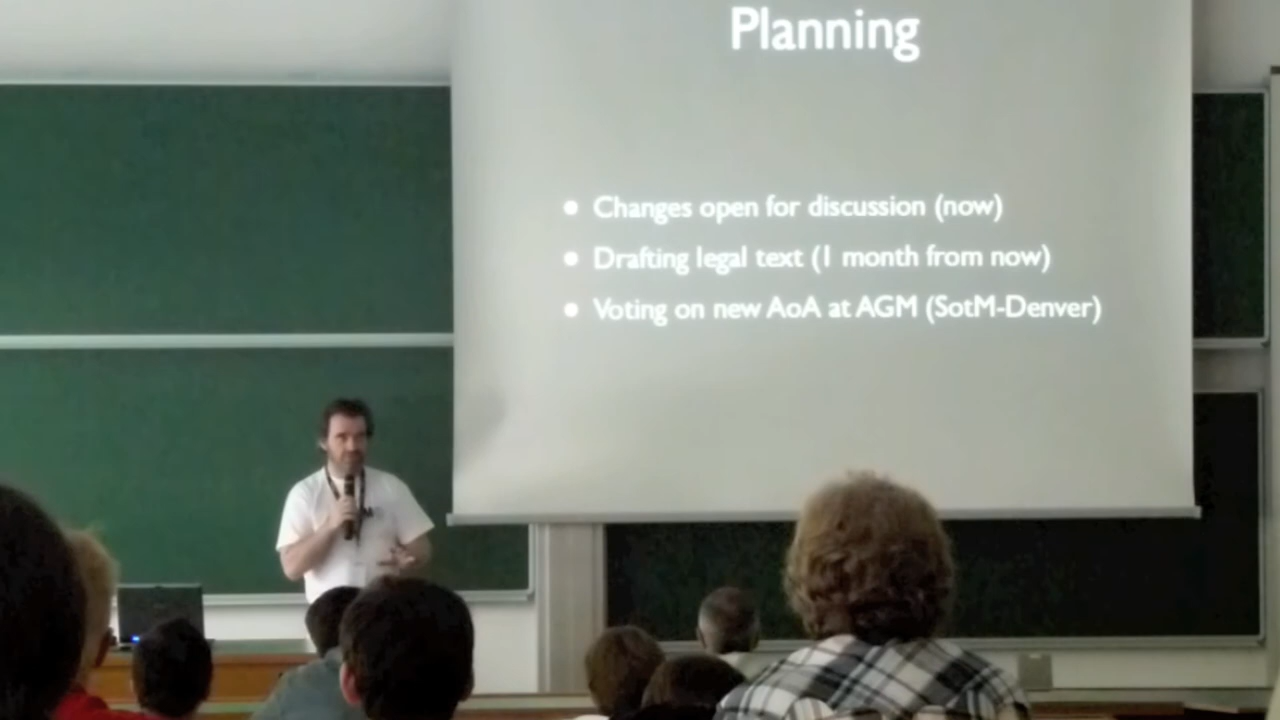 Planning
• Changes open for discussion (now)
• Drafting legal text (1 month from now)
• Voting on new AoA at AGM (SotM-Denver)